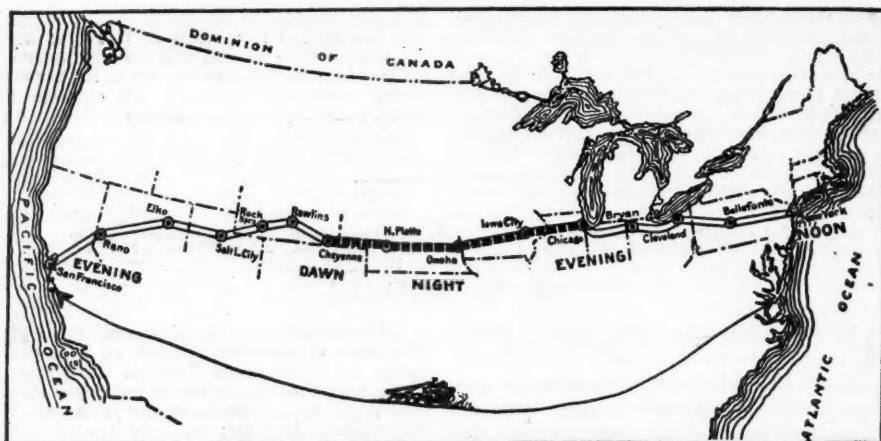 DOMINION OF CANADA
PACIFIC OCEAN
San Francisco
Reno
EVENING
Elko
Salt L. City
Rock Spr.
Rawlins
Cheyenne
DAWN
N. Platte
NIGHT
Omaha
Iowa City
Chicago
EVENING
Bryan
Cleveland
Bellefonte
New York
NOON
ATLANTIC OCEAN